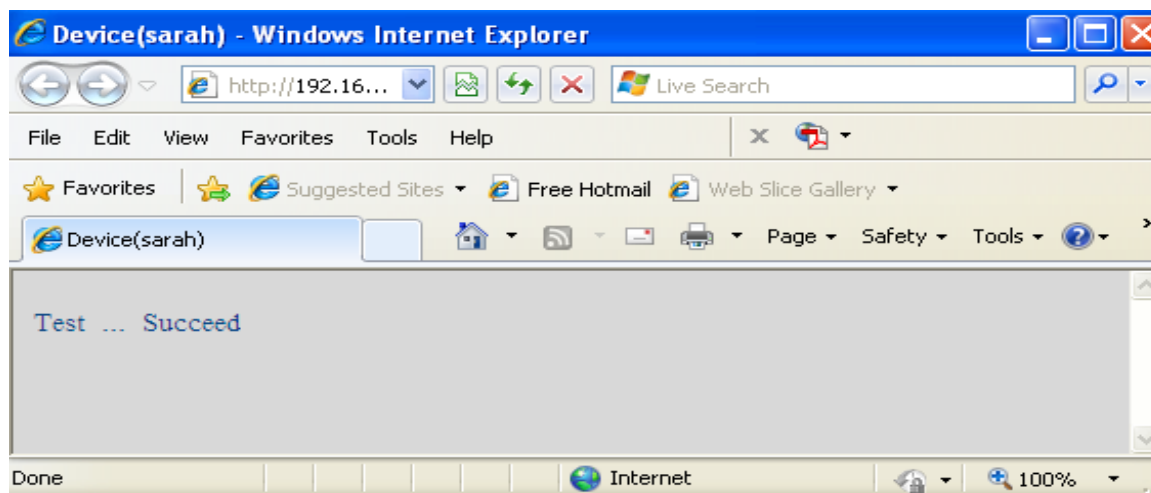 Device(sarah) - Windows Internet Explorer
http://192.16... Live Search
File Edit View Favorites Tools Help
Favorites Suggested Sites Free Hotmail Web Slice Gallery
Device(sarah) Page Safety Tools
Test ... Succeed
Done Internet 100%